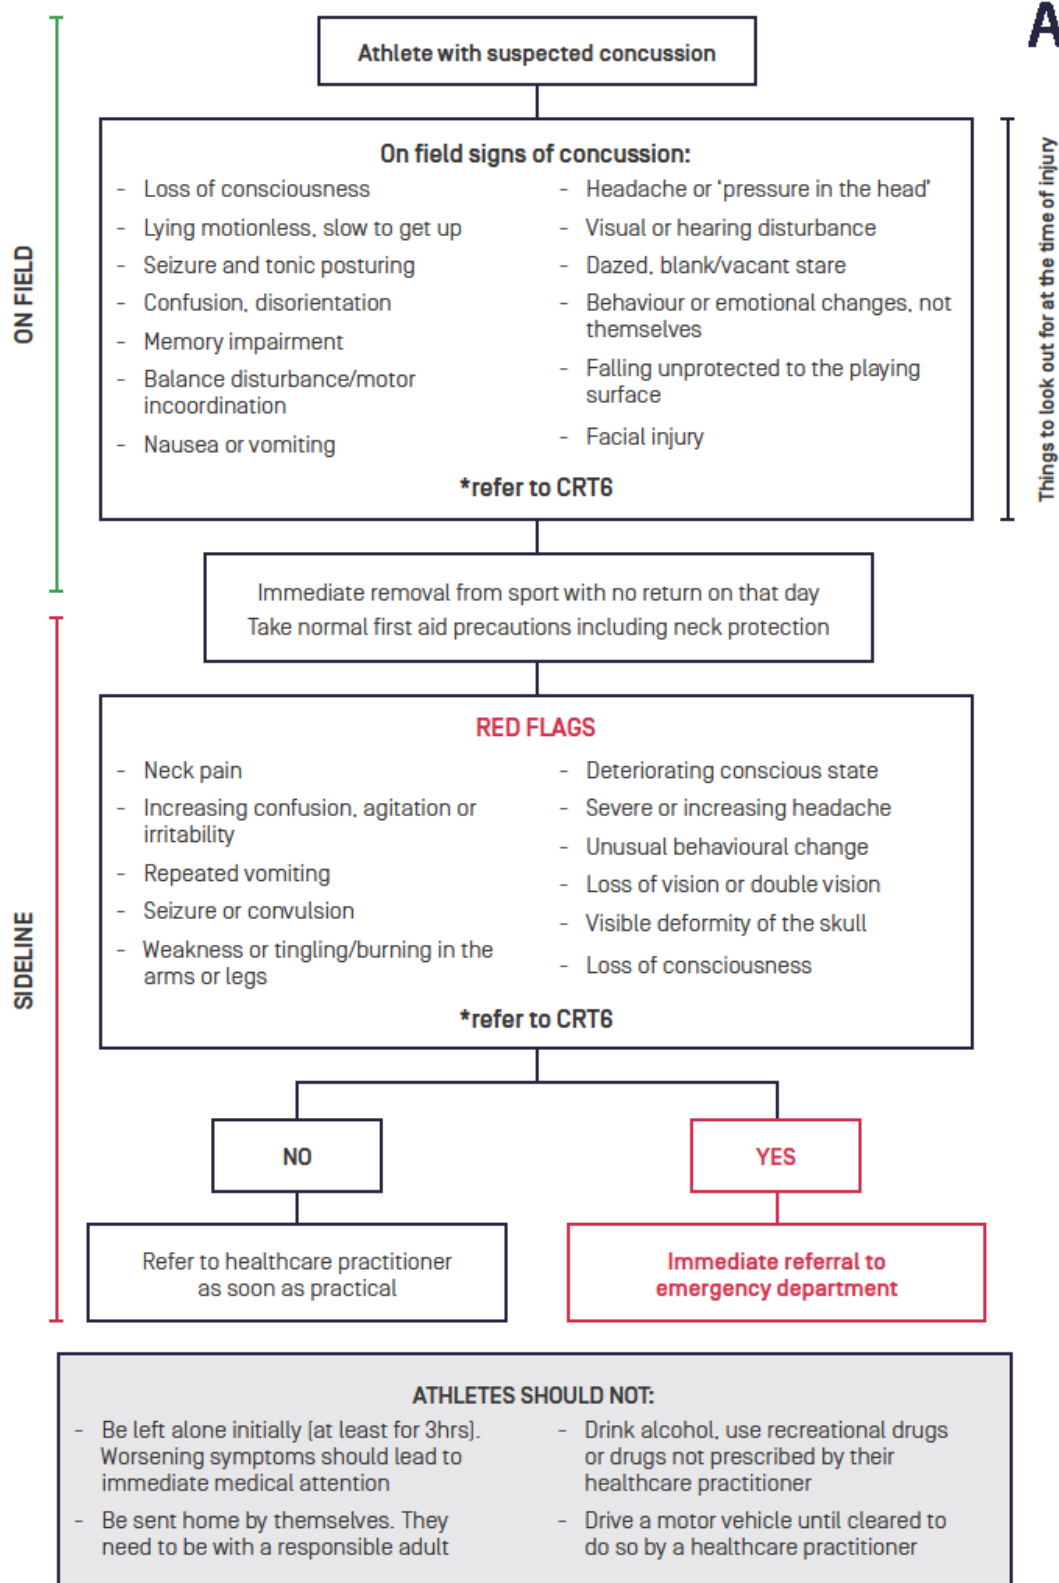 A
Athlete with suspected concussion
ON FIELD
Things to look out for at the time of injury
On field signs of concussion:
- Loss of consciousness
- Lying motionless, slow to get up
- Seizure and tonic posturing
- Confusion, disorientation
- Memory impairment
- Balance disturbance/motor
incoordination
- Nausea or vomiting
- Headache or ‘pressure in the head’
- Visual or hearing disturbance
- Dazed, blank/vacant stare
- Behaviour or emotional changes, not
themselves
- Falling unprotected to the playing
surface
- Facial injury
*refer to CRT6
Immediate removal from sport with no return on that day
Take normal first aid precautions including neck protection
SIDELINE
RED FLAGS
- Neck pain
- Increasing confusion, agitation or
irritability
- Repeated vomiting
- Seizure or convulsion
- Weakness or tingling/burning in the
arms or legs
- Deteriorating conscious state
- Severe or increasing headache
- Unusual behavioural change
- Loss of vision or double vision
- Visible deformity of the skull
- Loss of consciousness
*refer to CRT6
NO
Refer to healthcare practitioner
as soon as practical
YES
Immediate referral to
emergency department
ATHLETES SHOULD NOT:
- Be left alone initially (at least for 3hrs).
Worsening symptoms should lead to
immediate medical attention
- Be sent home by themselves. They
need to be with a responsible adult
- Drink alcohol, use recreational drugs
or drugs not prescribed by their
healthcare practitioner
- Drive a motor vehicle until cleared to
do so by a healthcare practitioner